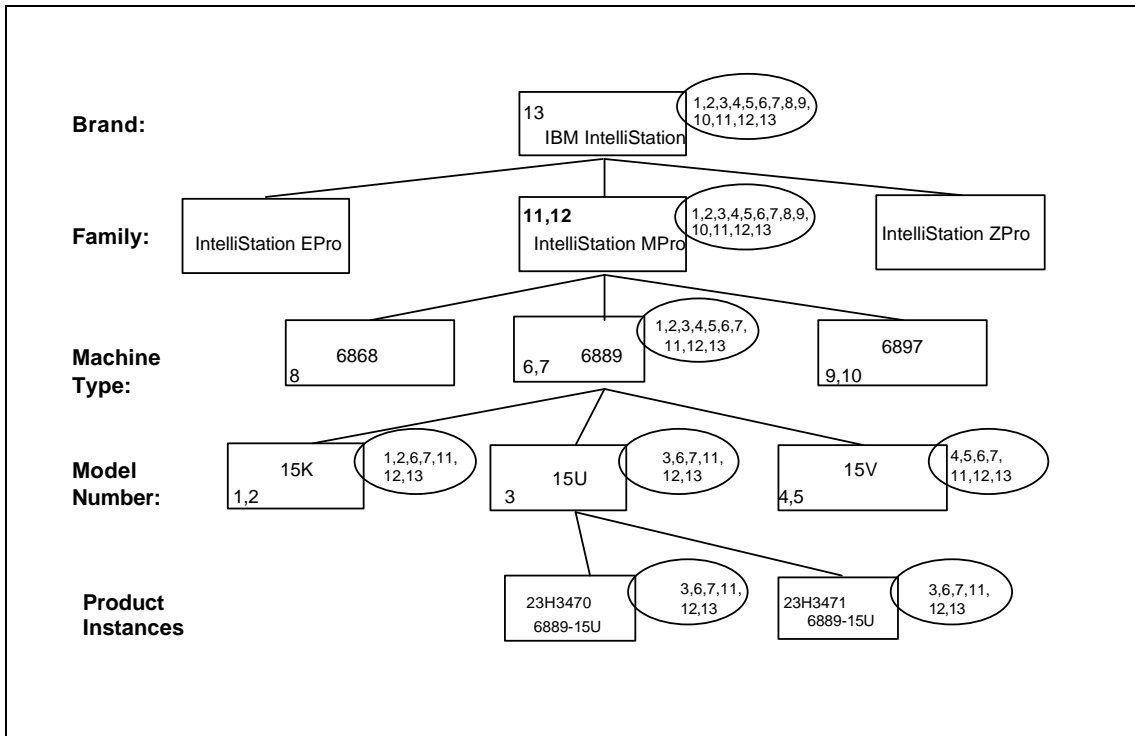 Brand:
13
IBM IntelliStation
1,2,3,4,5,6,7,8,9,
10,11,12,13
Family:
IntelliStation EPro
11,12
IntelliStation MPro
1,2,3,4,5,6,7,8,9,
10,11,12,13
IntelliStation ZPro
Machine
Type:
6868
8
6889
6,7
1,2,3,4,5,6,7,
11,12,13
6897
9,10
Model
Number:
15K
1,2
1,2,6,7,11,
12,13
15U
3
3,6,7,11,
12,13
15V
4,5
4,5,6,7,
11,12,13
Product
Instances
23H3470
6889-15U
3,6,7,11,
12,13
23H3471
6889-15U
3,6,7,11,
12,13